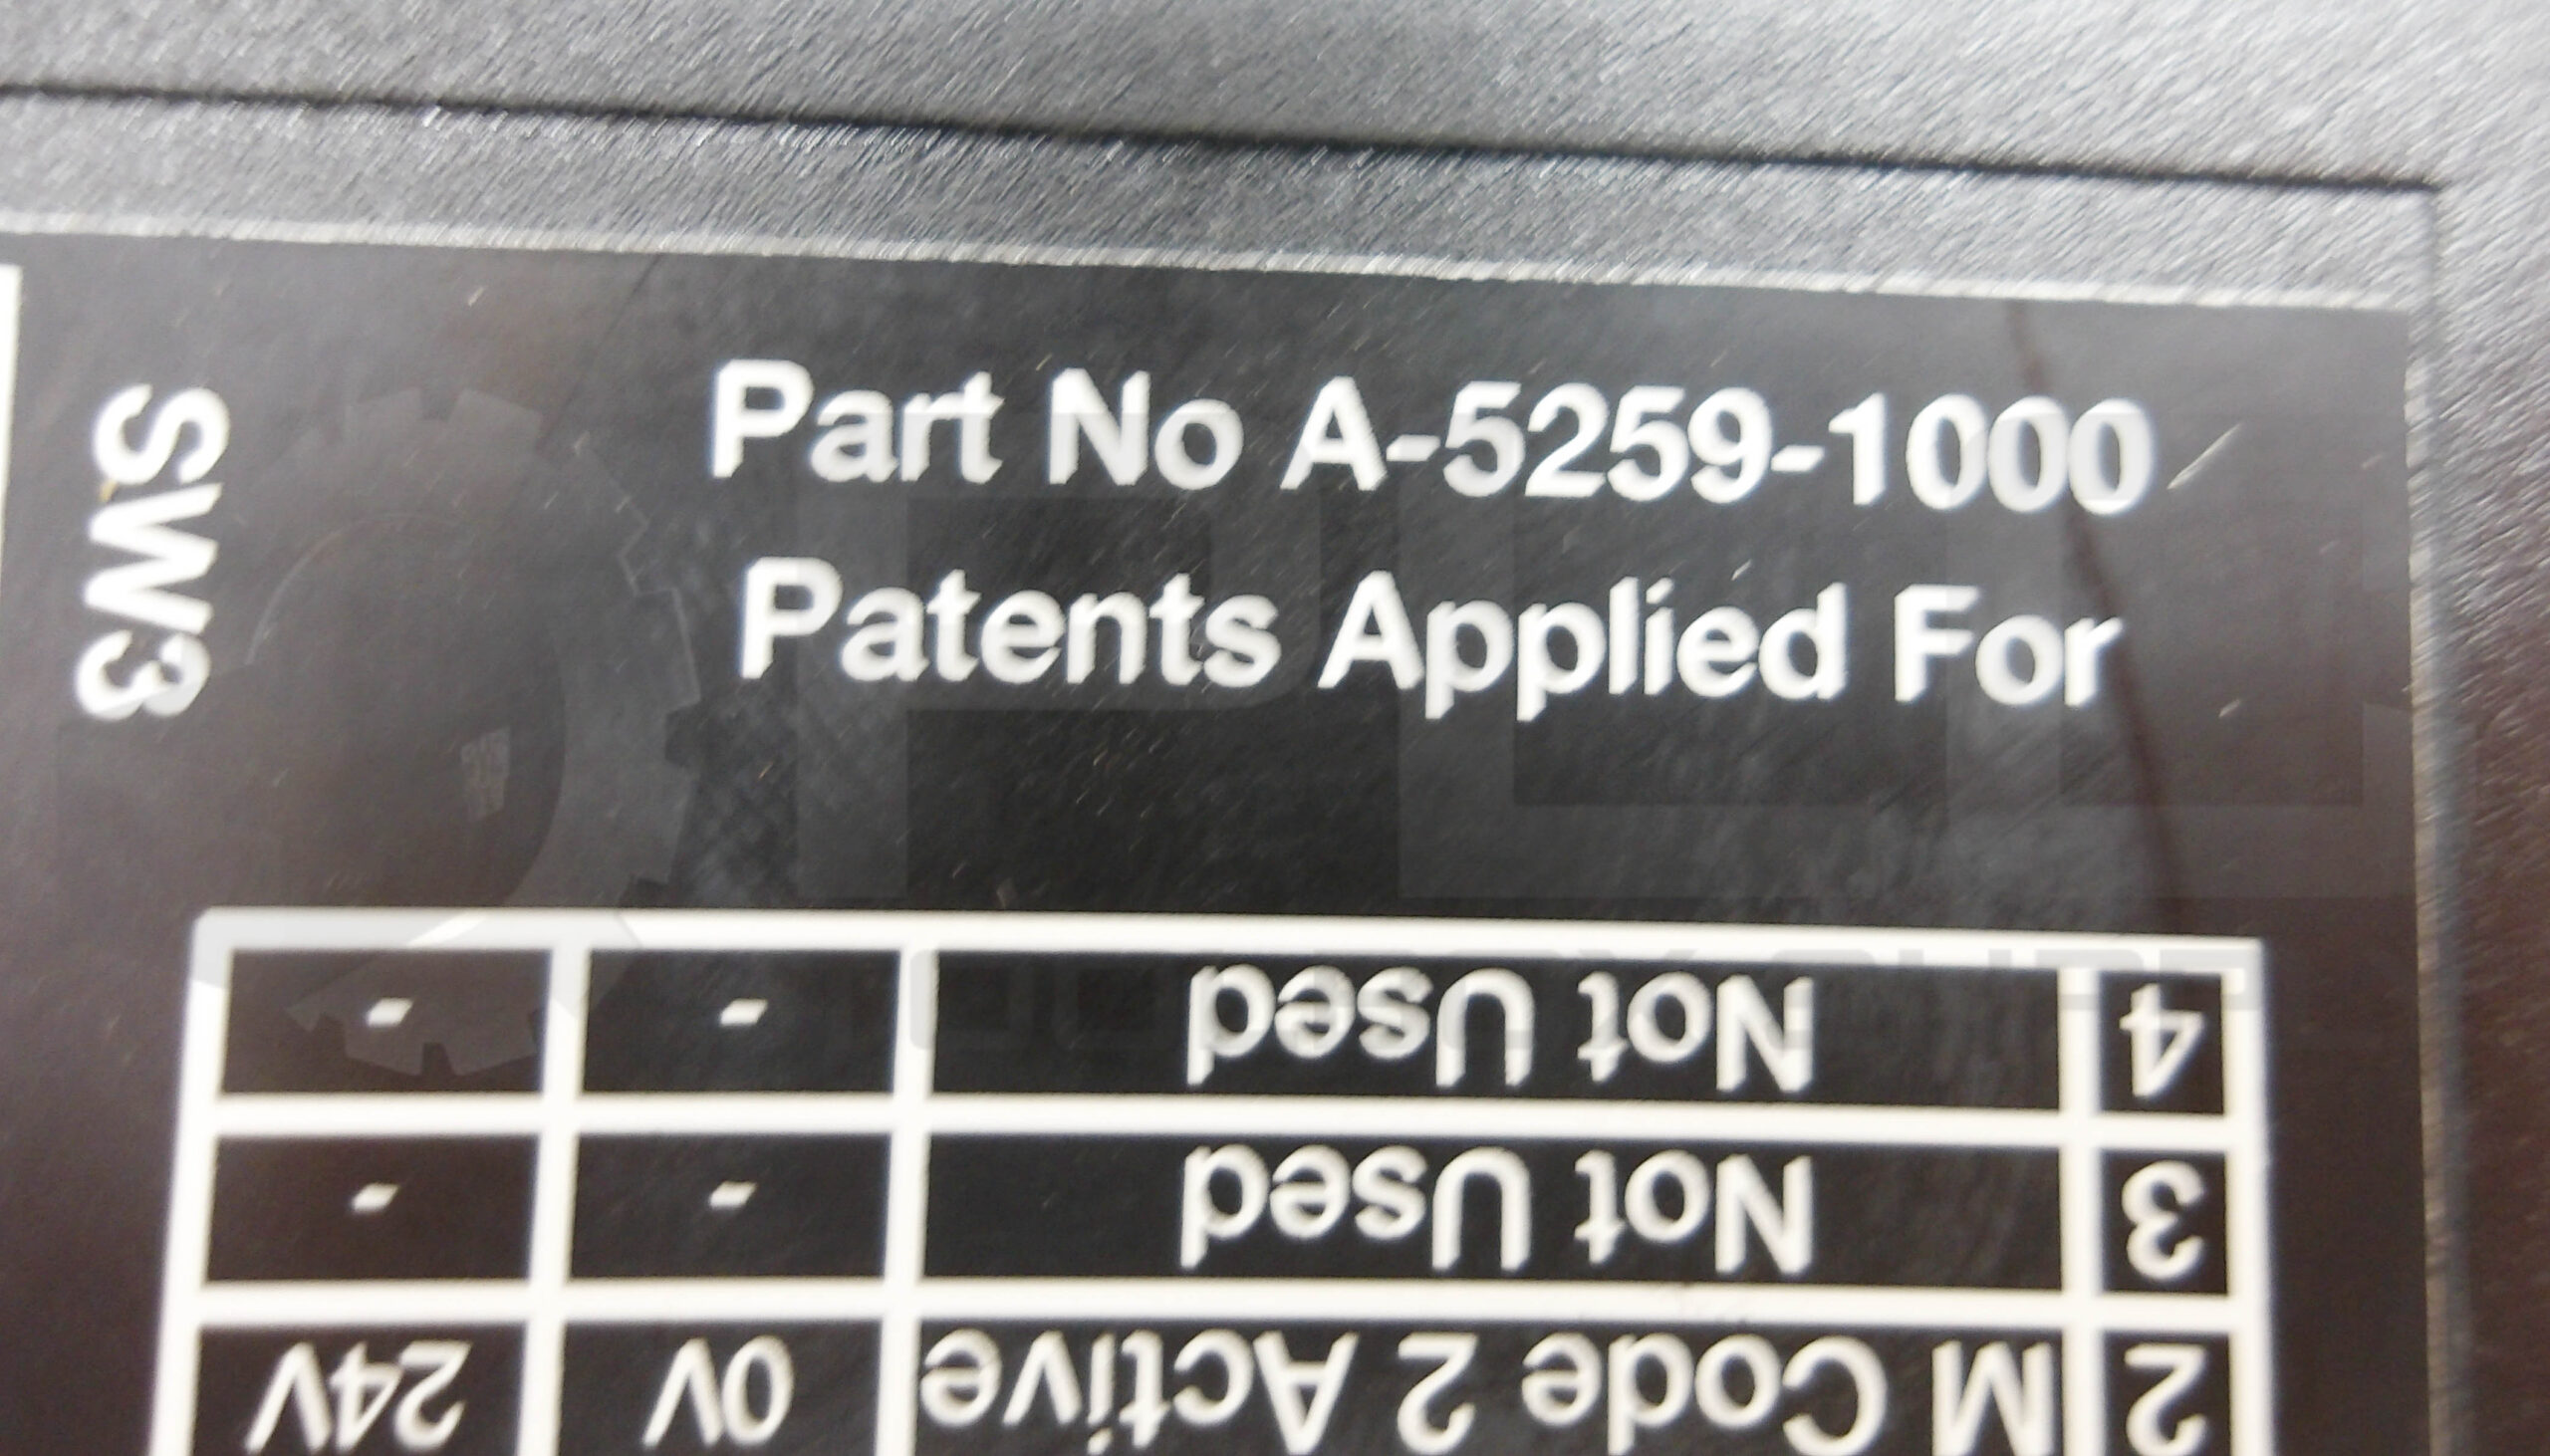 SW3
Part No A-5259-1000
Patents Applied For
4 Not Used - -
3 Not Used - -
2 M Code 2 Active 0V 24V